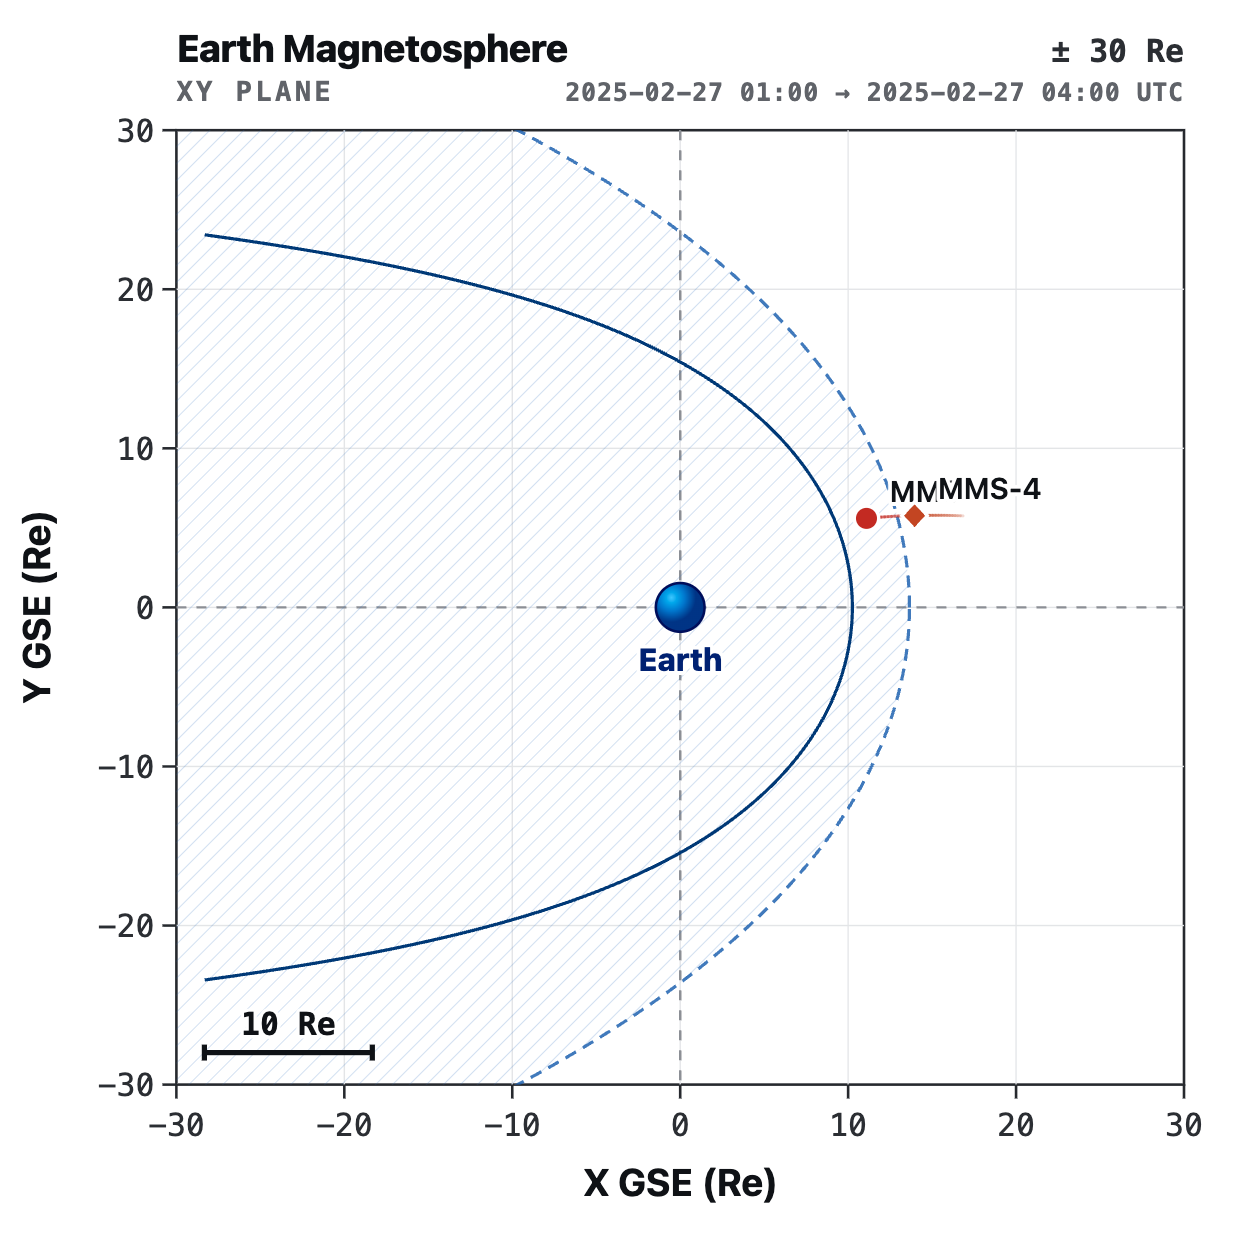 Earth Magnetosphere
± 30 Re
XY PLANE
2025−02−27 01:00 → 2025−02−27 04:00 UTC
30
20
10
0
−10
−20
−30
Y GSE (Re)
MMS-4
Earth
10 Re
−30
−20
−10
0
10
20
30
X GSE (Re)